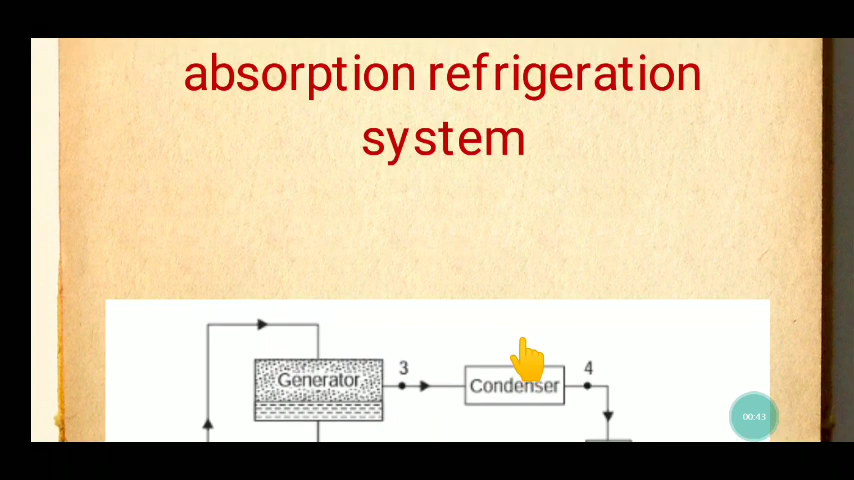 absorption refrigeration
system
3
4
Generator
Condenser
00:43